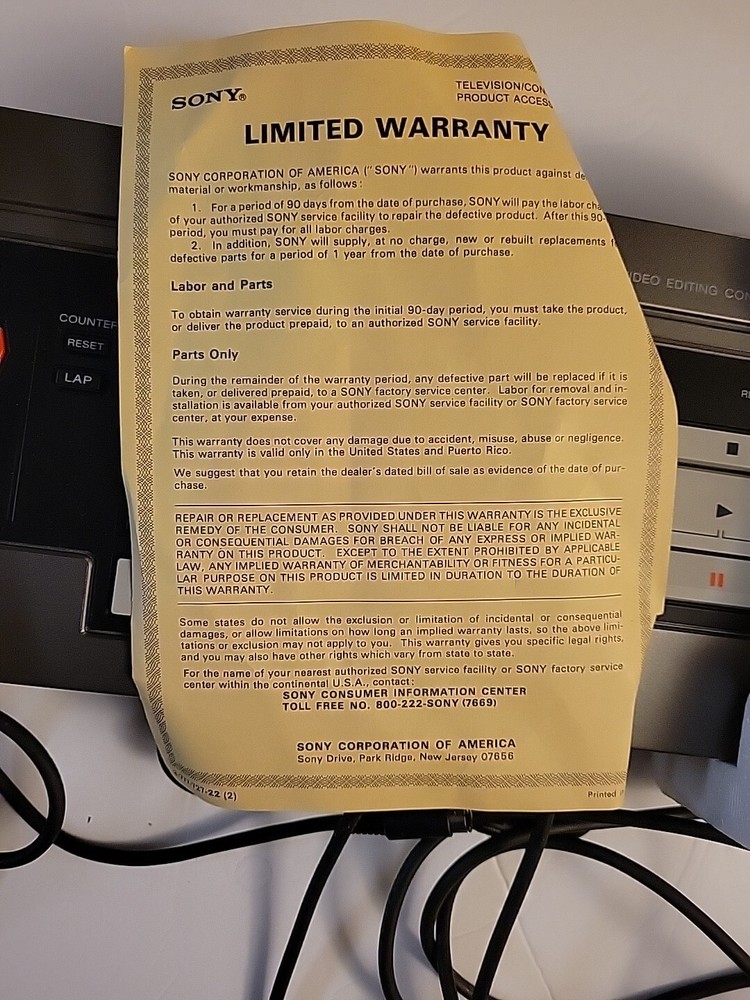 SONY®
TELEVISION/
PRODUCT
LIMITED WARRANTY
SONY CORPORATION OF AMERICA ("SONY") warrants this product against
material or workmanship, as follows:
1. For a period of 90 days from the date of purchase, SONY will pay the labor
of your authorized SONY service facility to repair the defective product. After this 90-
period, you must pay for all labor charges.
2. In addition, SONY will supply, at no charge, new or rebuilt replacements
defective parts for a period of 1 year from the date of purchase.
Labor and Parts
To obtain warranty service during the initial 90-day period, you must take the product,
or deliver the product prepaid, to an authorized SONY service facility.
Parts Only
During the remainder of the warranty period, any defective part will be replaced if it is
taken, or delivered prepaid, to a SONY factory service center. Labor for removal and in-
stallation is available from your authorized SONY service facility or SONY factory service
center, at your expense.
This warranty does not cover any damage due to accident, misuse, abuse or negligence.
This warranty is valid only in the United States and Puerto Rico.
We suggest that you retain the dealer's dated bill of sale as evidence of the date of pur-
chase.
REPAIR OR REPLACEMENT AS PROVIDED UNDER THIS WARRANTY IS THE EXCLUSIVE
REMEDY OF THE CONSUMER. SONY SHALL NOT BE LIABLE FOR ANY INCIDENTAL
OR CONSEQUENTIAL DAMAGES FOR BREACH OF ANY EXPRESS OR IMPLIED WAR-
RANTY ON THIS PRODUCT. EXCEPT TO THE EXTENT PROHIBITED BY APPLICABLE
LAW, ANY IMPLIED WARRANTY OF MERCHANTABILITY OR FITNESS FOR A PARTICU-
LAR PURPOSE ON THIS PRODUCT IS LIMITED IN DURATION TO THE DURATION OF
THIS WARRANTY.
Some states do not allow the exclusion or limitation of incidental or consequential
damages, or allow limitations on how long an implied warranty lasts, so the above limi-
tations or exclusion may not apply to you. This warranty gives you specific legal rights,
and you may also have other rights which vary from state to state.
For the name of your nearest authorized SONY service facility or SONY factory service
center within the continental U.S.A., contact:
SONY CONSUMER INFORMATION CENTER
TOLL FREE NO. 800-222-SONY (7669)
SONY CORPORATION OF AMERICA
Sony Drive, Park Ridge, New Jersey 07656
(2)
Printed
COUNTER
RESET
LAP
EDITING